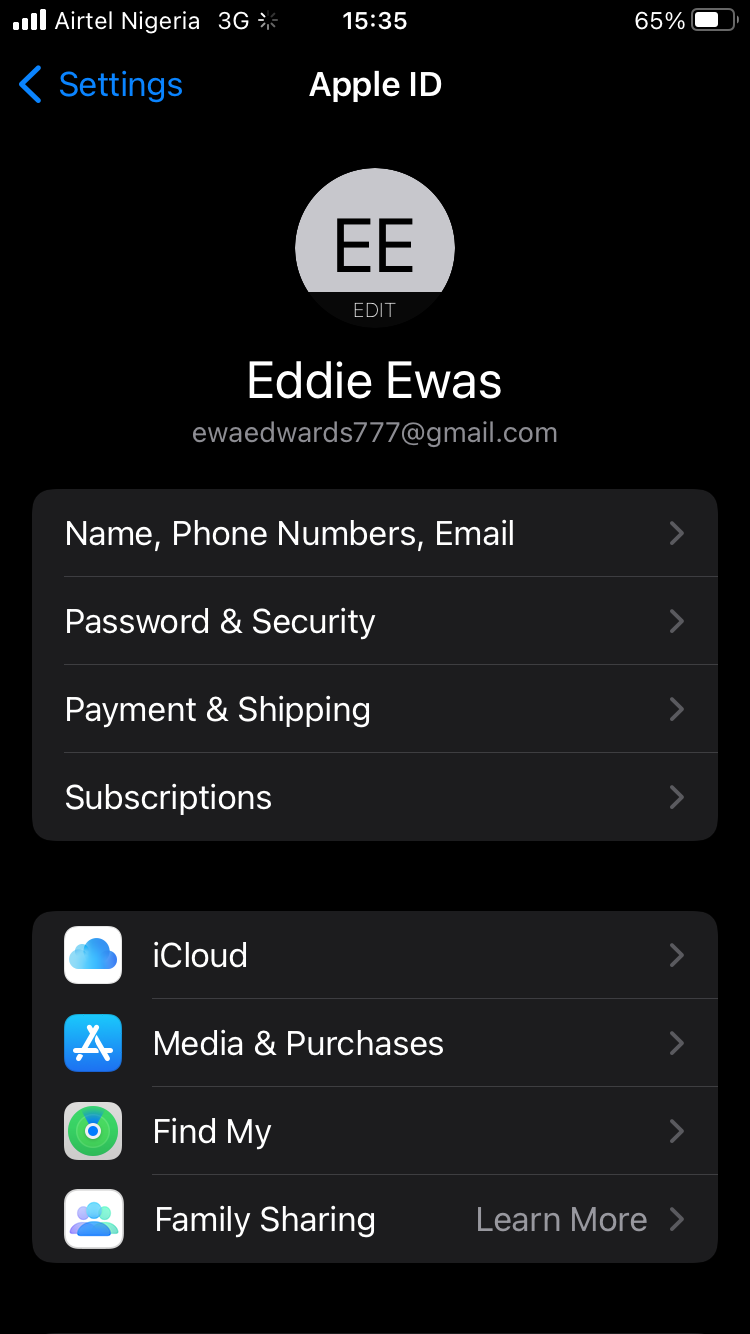 Airtel Nigeria 3G 15:35 65%
Settings Apple ID
EE
EDIT
Eddie Ewas
ewaedwards777@gmail.com
Name, Phone Numbers, Email
Password & Security
Payment & Shipping
Subscriptions
iCloud
Media & Purchases
Find My
Family Sharing Learn More